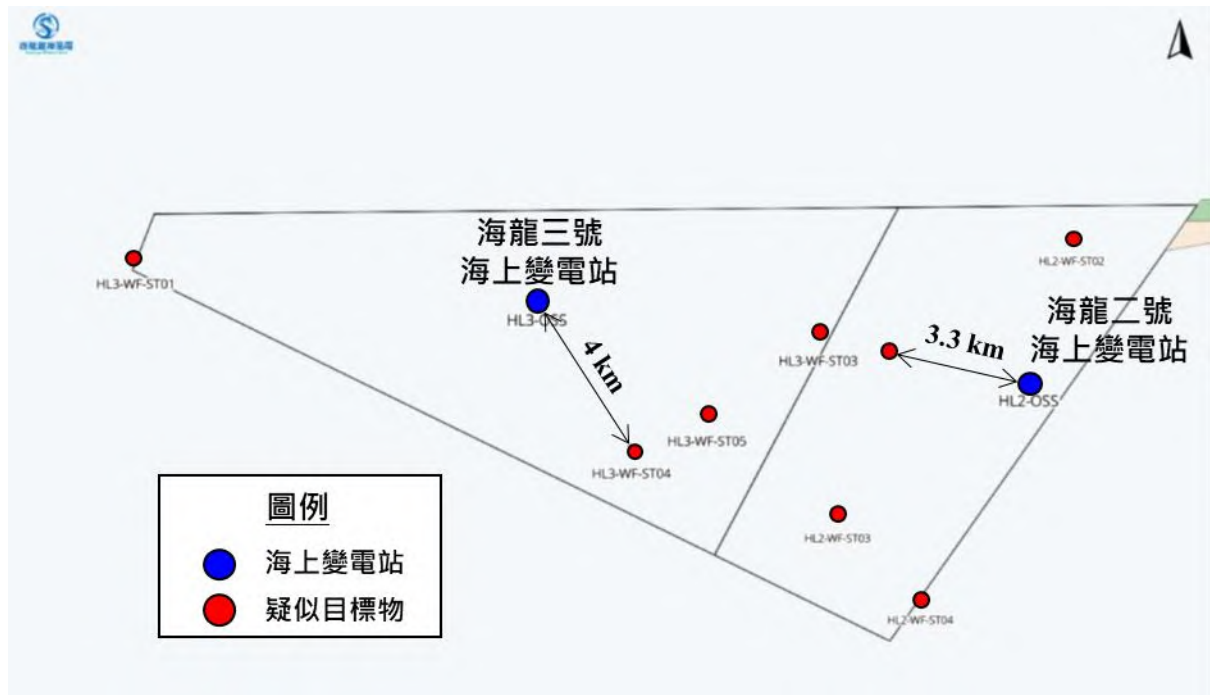 海龍三號
海上變電站
HL3-OSS
HL3-WF-ST01
4 km
HL2-WF-ST02
海龍二號
海上變電站
3.3 km
HL3-WF-ST03
HL2-OSS
HL3-WF-ST05
HL3-WF-ST04
HL2-WF-ST03
HL2-WF-ST04
圖例
海上變電站
疑似目標物